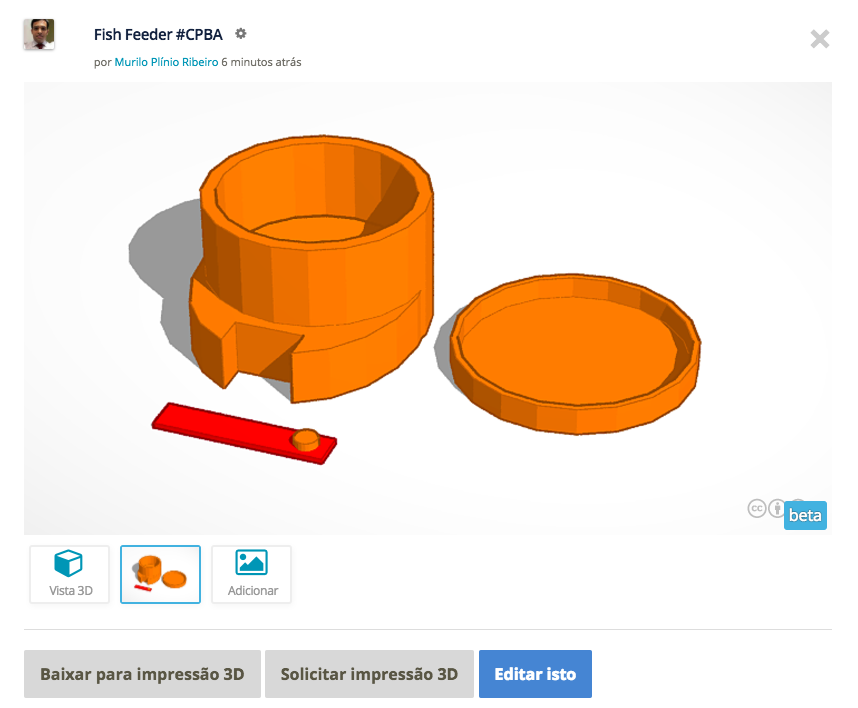 Fish Feeder #CPBA
por Murilo Plínio Ribeiro 6 minutos atrás
cc
beta
Vista 3D
Adicionar
Baixar para impressão 3D
Solicitar impressão 3D
Editar isto